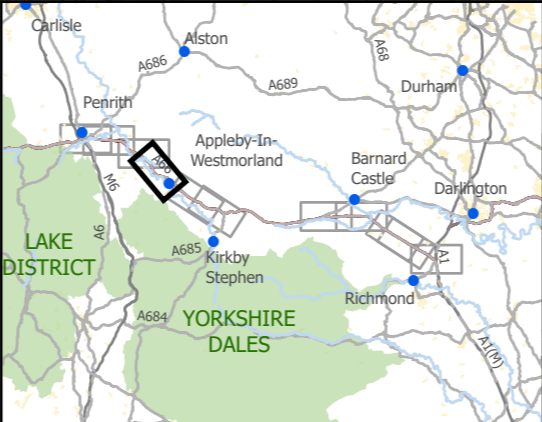 Carlisle
Alston
A686
A68
A689
Durham
Penrith
Appleby-In-
Westmorland
A66
Barnard
Castle
Darlington
M6
A6
LAKE
DISTRICT
A685
Kirkby
Stephen
A1
Richmond
A684
YORKSHIRE
DALES
A1(M)